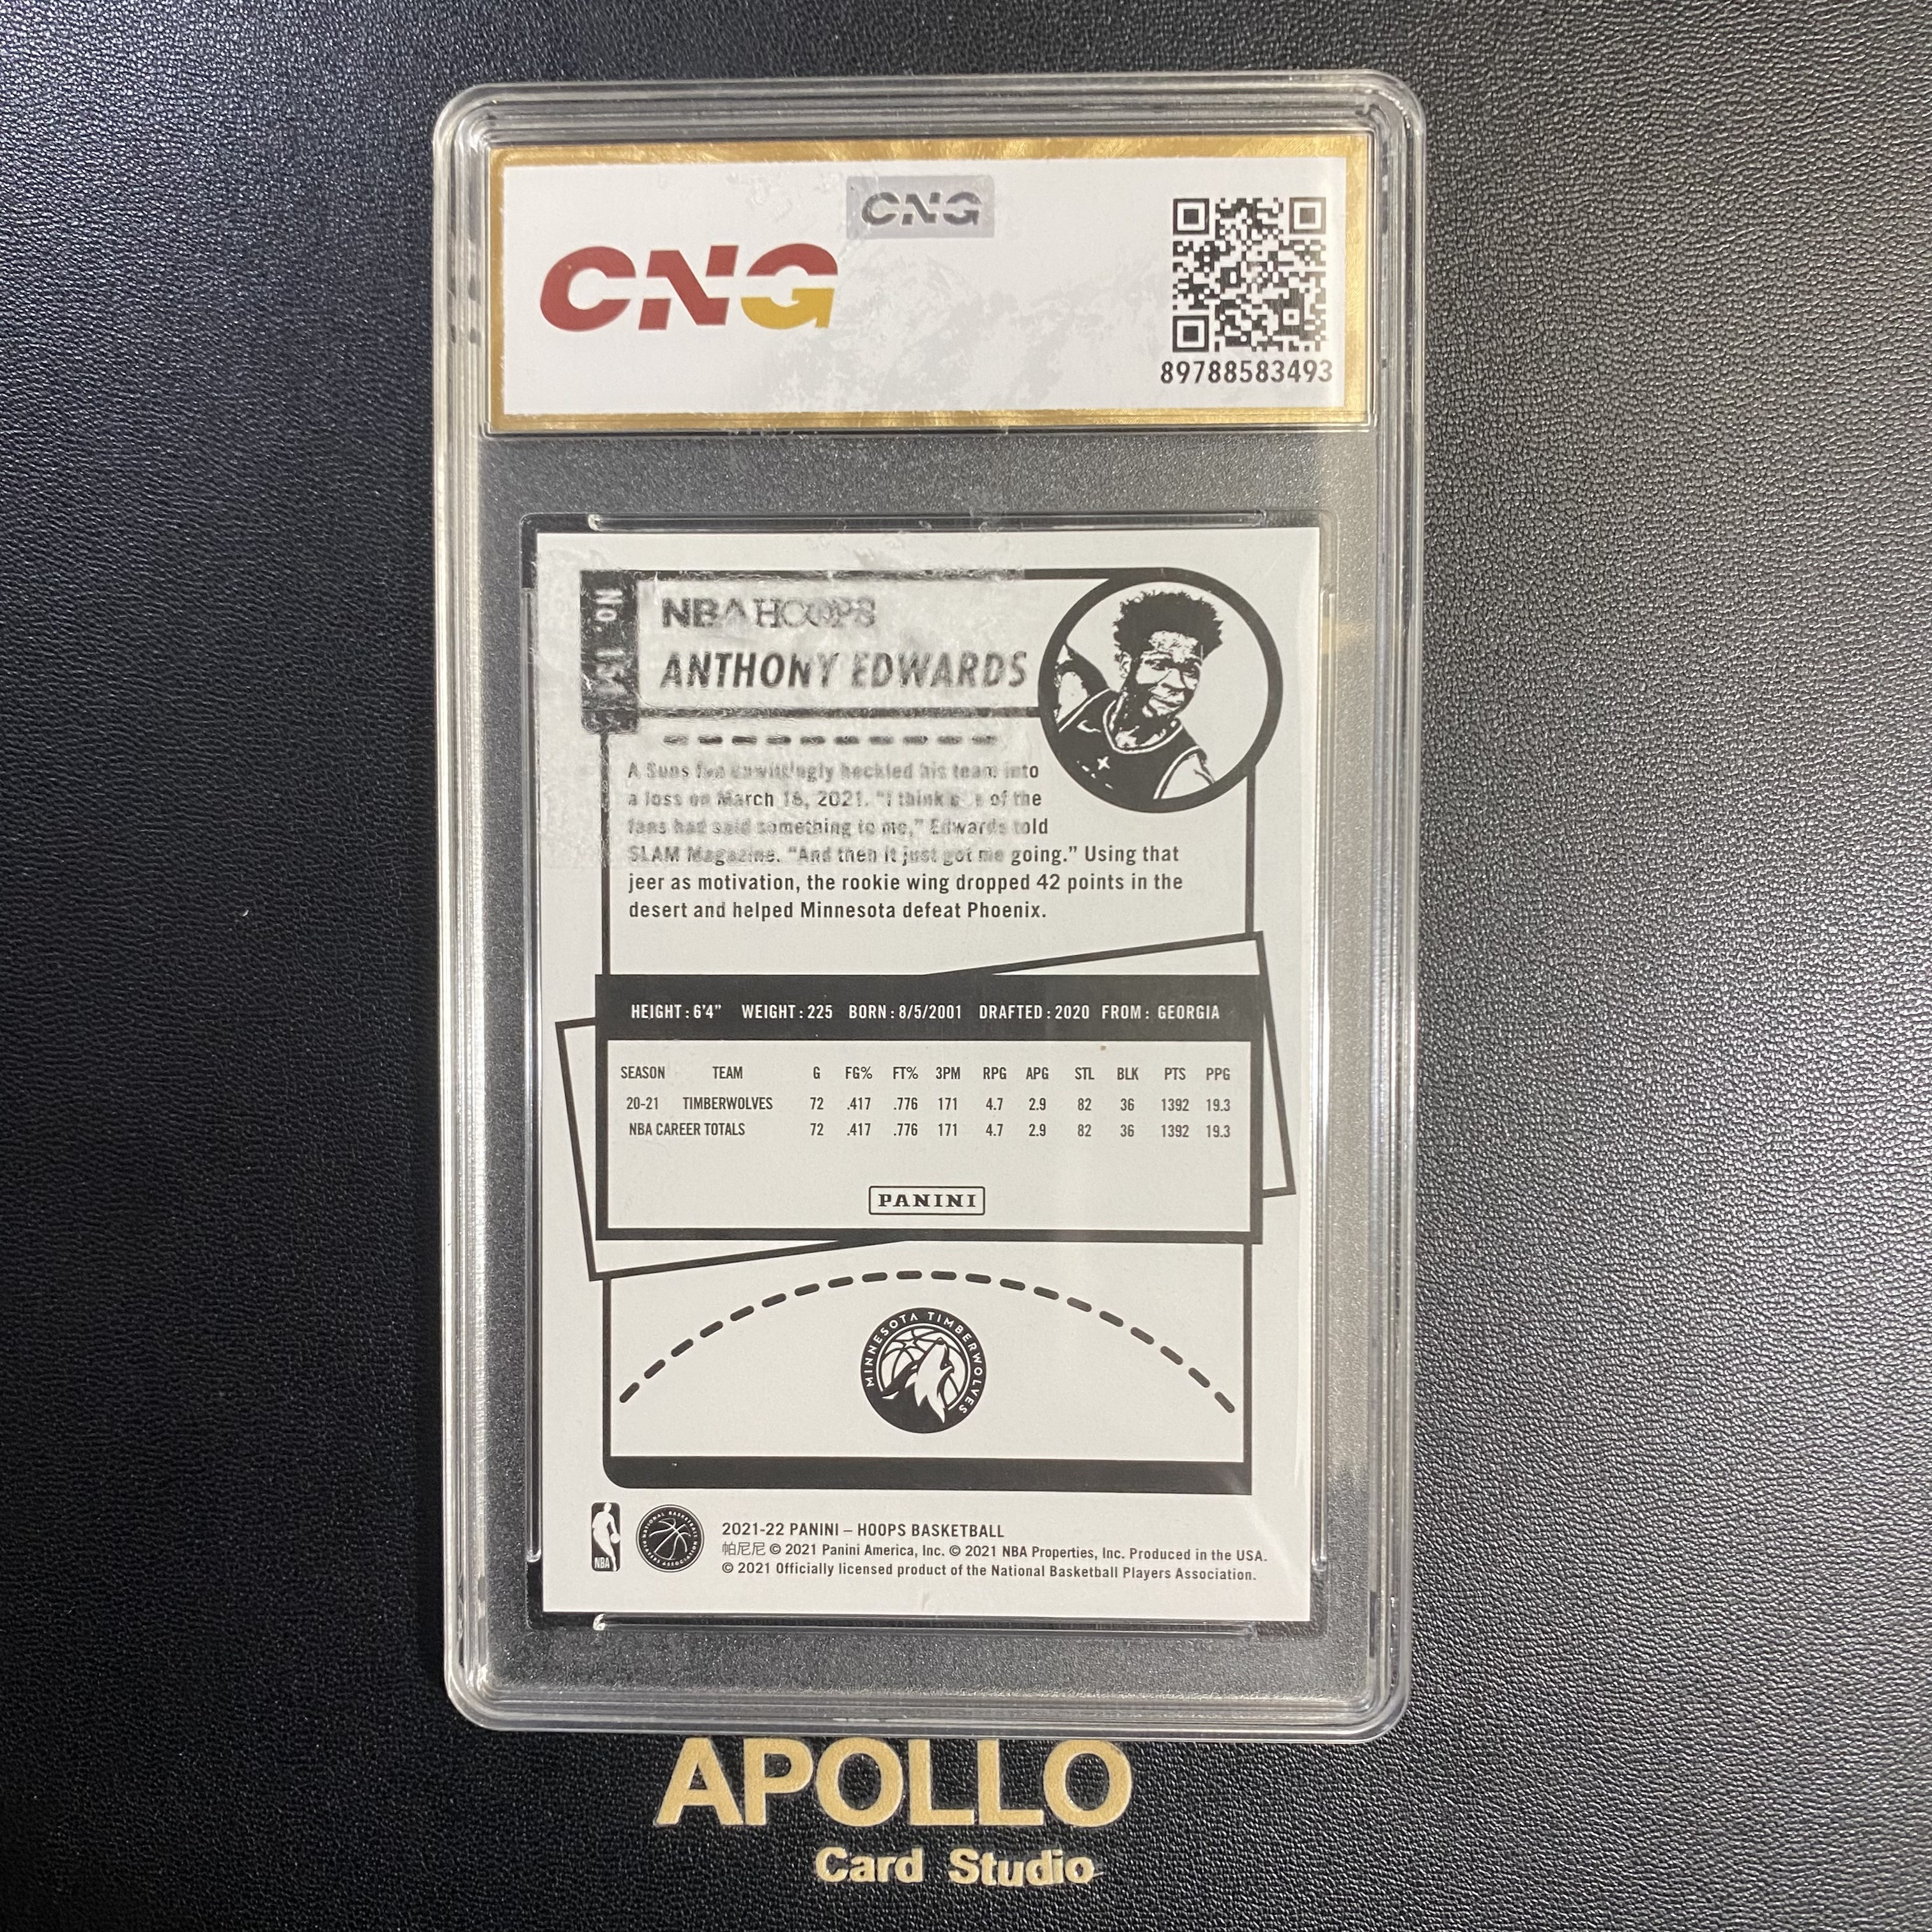 CNG
CNG
89788583493
No.
NBA HOOPS
ANTHONY EDWARDS
A Suns fan unwittingly heckled his team into
a loss on March 18, 2021. "I think of the
fans had said something to me," Edwards told
SLAM Magazine. "And then it just got me going." Using that
jeer as motivation, the rookie wing dropped 42 points in the
desert and helped Minnesota defeat Phoenix.
HEIGHT : 6'4" WEIGHT : 225 BORN : 8/5/2001 DRAFTED : 2020 FROM : GEORGIA
SEASON TEAM G FG% FT% 3PM RPG APG STL BLK PTS PPG
20-21 TIMBERWOLVES 72 .417 .776 171 4.7 2.9 82 36 1392 19.3
NBA CAREER TOTALS 72 .417 .776 171 4.7 2.9 82 36 1392 19.3
PANINI
MINNESOTA TIMBERWOLVES
NBA
NATIONAL BASKETBALL PLAYERS ASSOCIATION
2021-22 PANINI – HOOPS BASKETBALL
帕尼尼 © 2021 Panini America, Inc. © 2021 NBA Properties, Inc. Produced in the USA.
© 2021 Officially licensed product of the National Basketball Players Association.
APOLLO
Card Studio